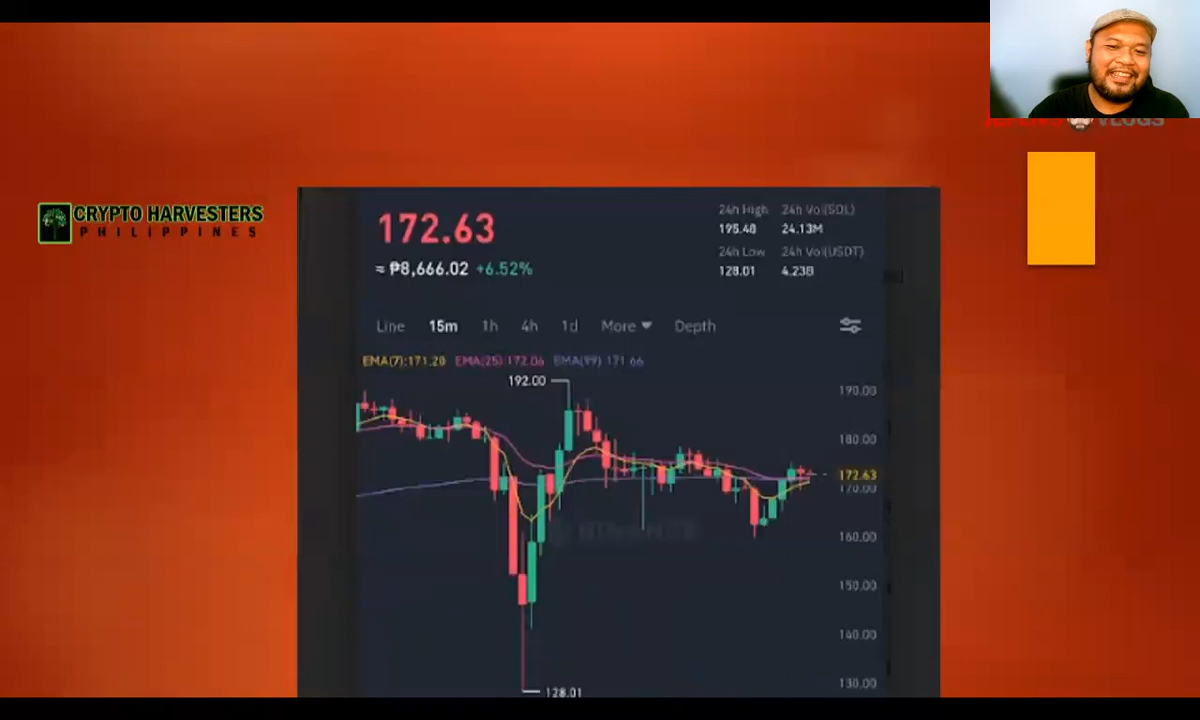 VLOGS
CRYPTO HARVESTERS
PHILIPPINES
172.63
≈ ₱8,666.02 +6.52%
24h High 24h Vol(SOL)
195.40 24.13M
24h Low 24h Vol(USDT)
128.01 4.23B
Line 15m 1h 4h 1d More Depth
EMA(7):171.20 EMA(25):172.06 EMA(99):171.66
192.00
190.00
180.00
172.63
170.00
160.00
150.00
140.00
130.00
128.01